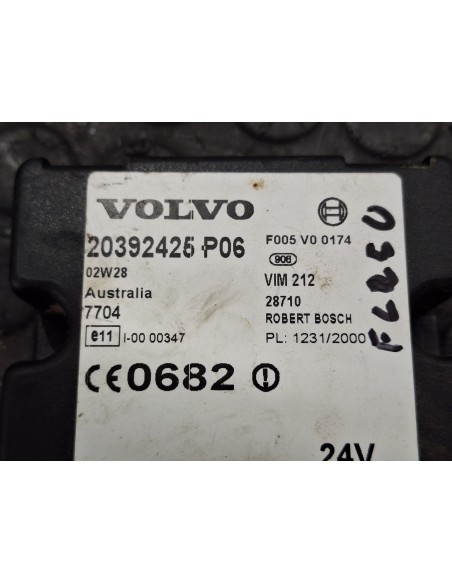 VOLVO
20392425 P06
02W28
Australia
7704
e11 I-00 00347
CE0682
F005 V0 0174
906
VIM 212
28710
ROBERT BOSCH
PL: 1231/2000
24V